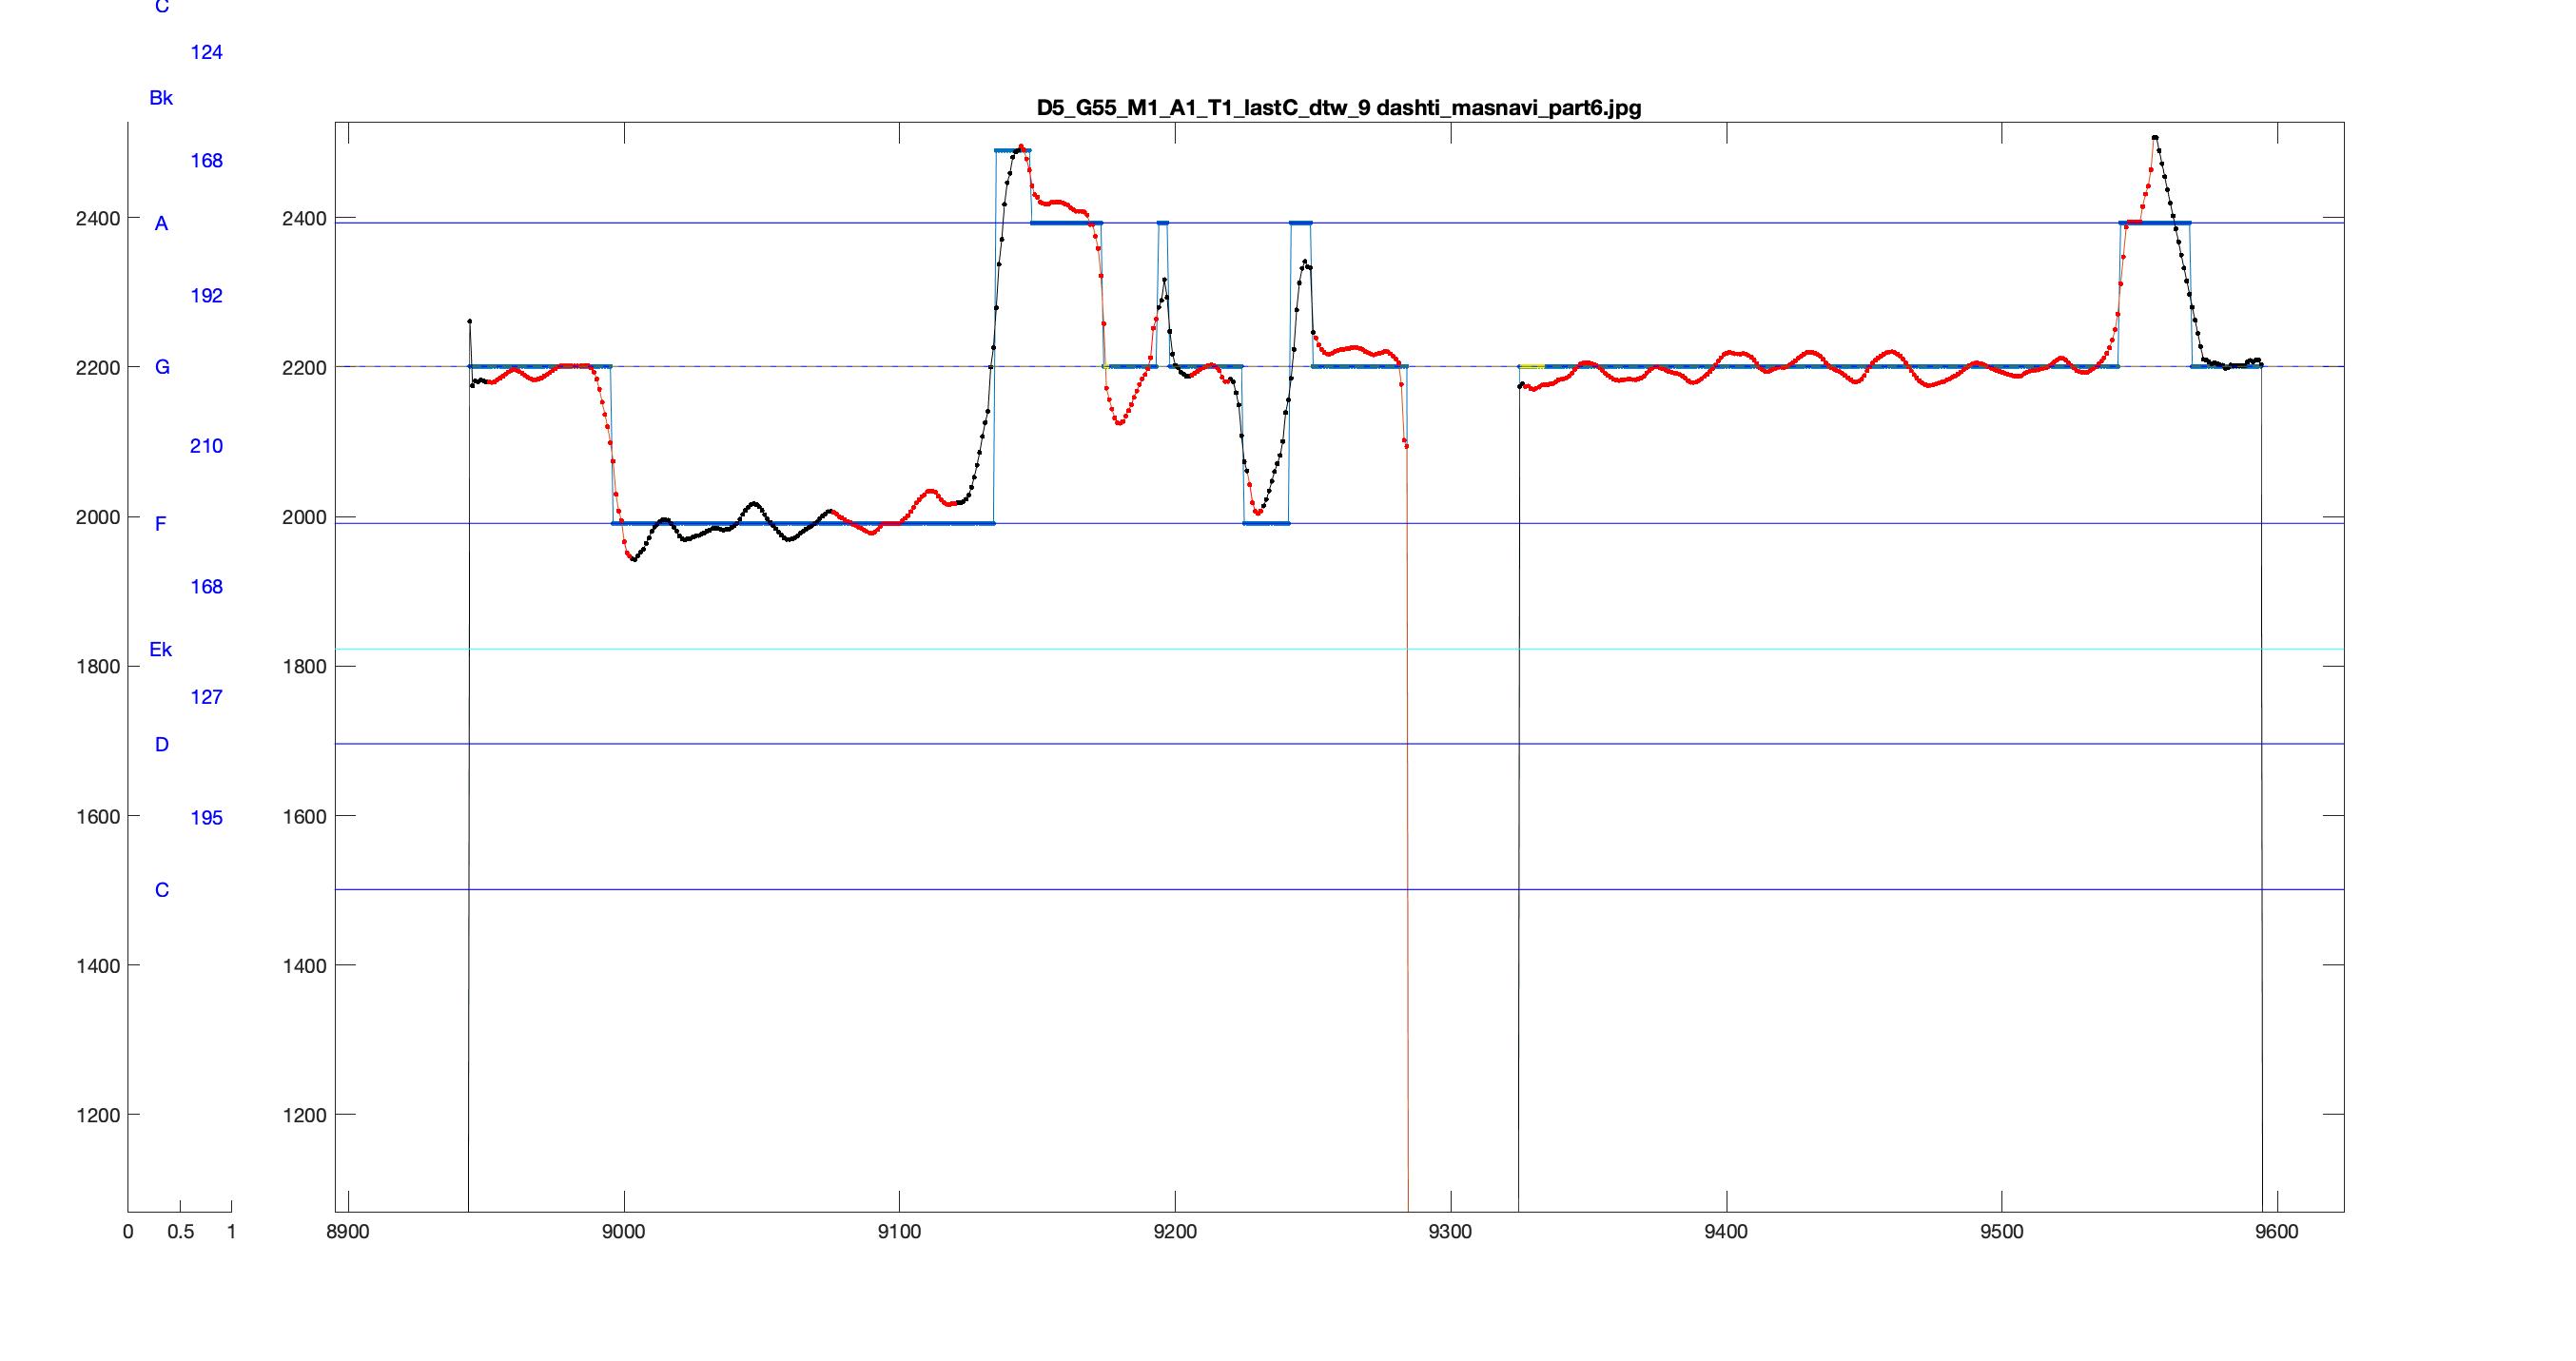 C
124
Bk
D5_G55_M1_A1_T1_lastC_dtw_9 dashti_masnavi_part6.jpg
168
2400 A 2400
192
2200 G 2200
210
2000 F 2000
168
Ek
1800 1800
127
D
1600 195 1600
C
1400 1400
1200 1200
0 0.5 1 8900 9000 9100 9200 9300 9400 9500 9600